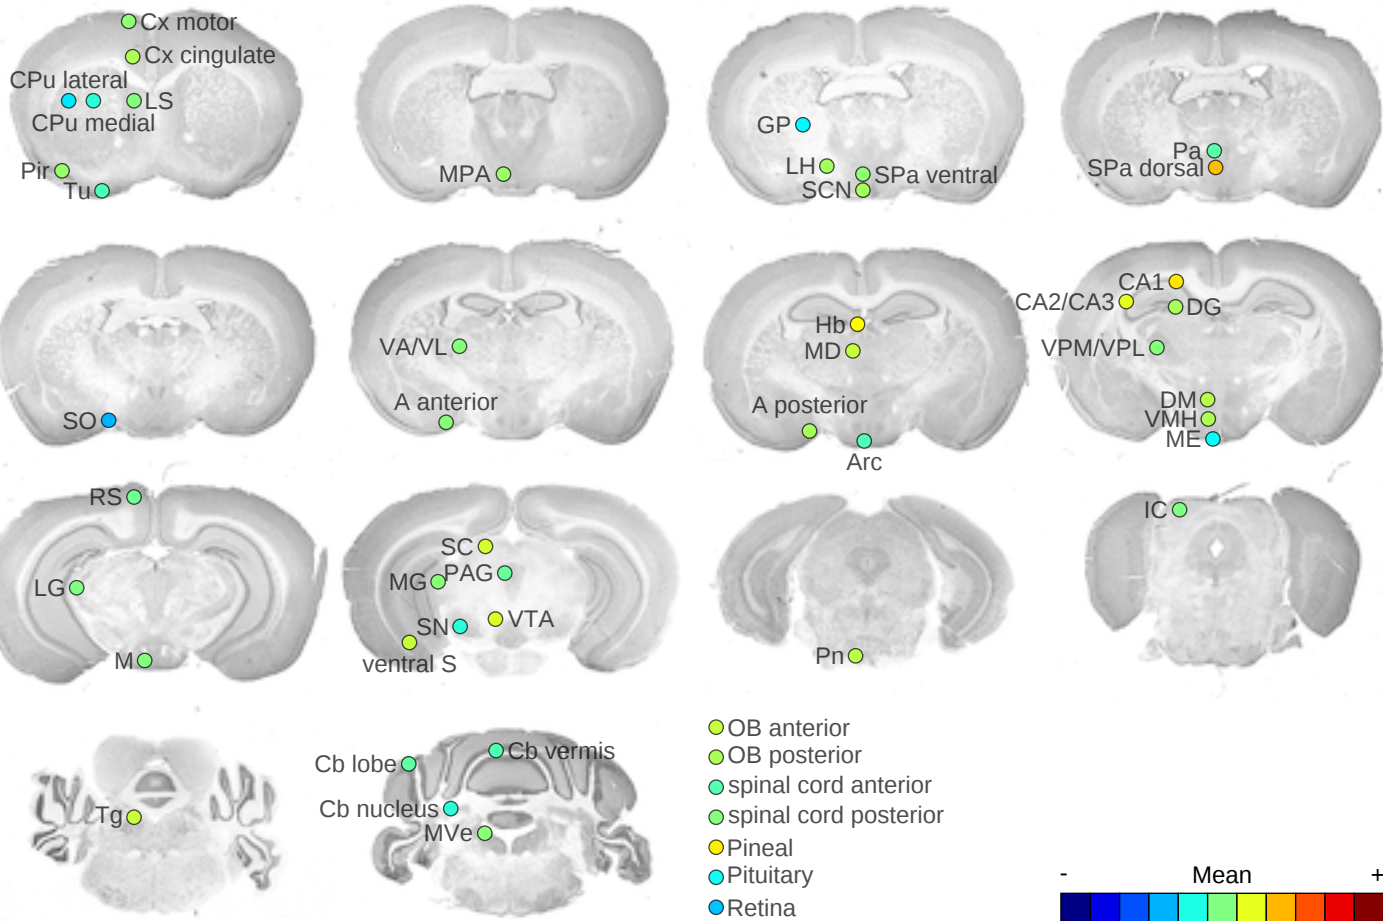 Cx motor
Cx cingulate
CPu lateral
LS
CPu medial
Pir
Tu
MPA
GP
LH
SPa ventral
SCN
Pa
SPa dorsal
SO
VA/VL
A anterior
Hb
MD
A posterior
Arc
CA1
CA2/CA3
DG
VPM/VPL
DM
VMH
ME
RS
LG
M
SC
MG
PAG
SN
VTA
ventral S
Pn
IC
Tg
Cb lobe
Cb vermis
Cb nucleus
MVe
OB anterior
OB posterior
spinal cord anterior
spinal cord posterior
Pineal
Pituitary
Retina
- Mean +